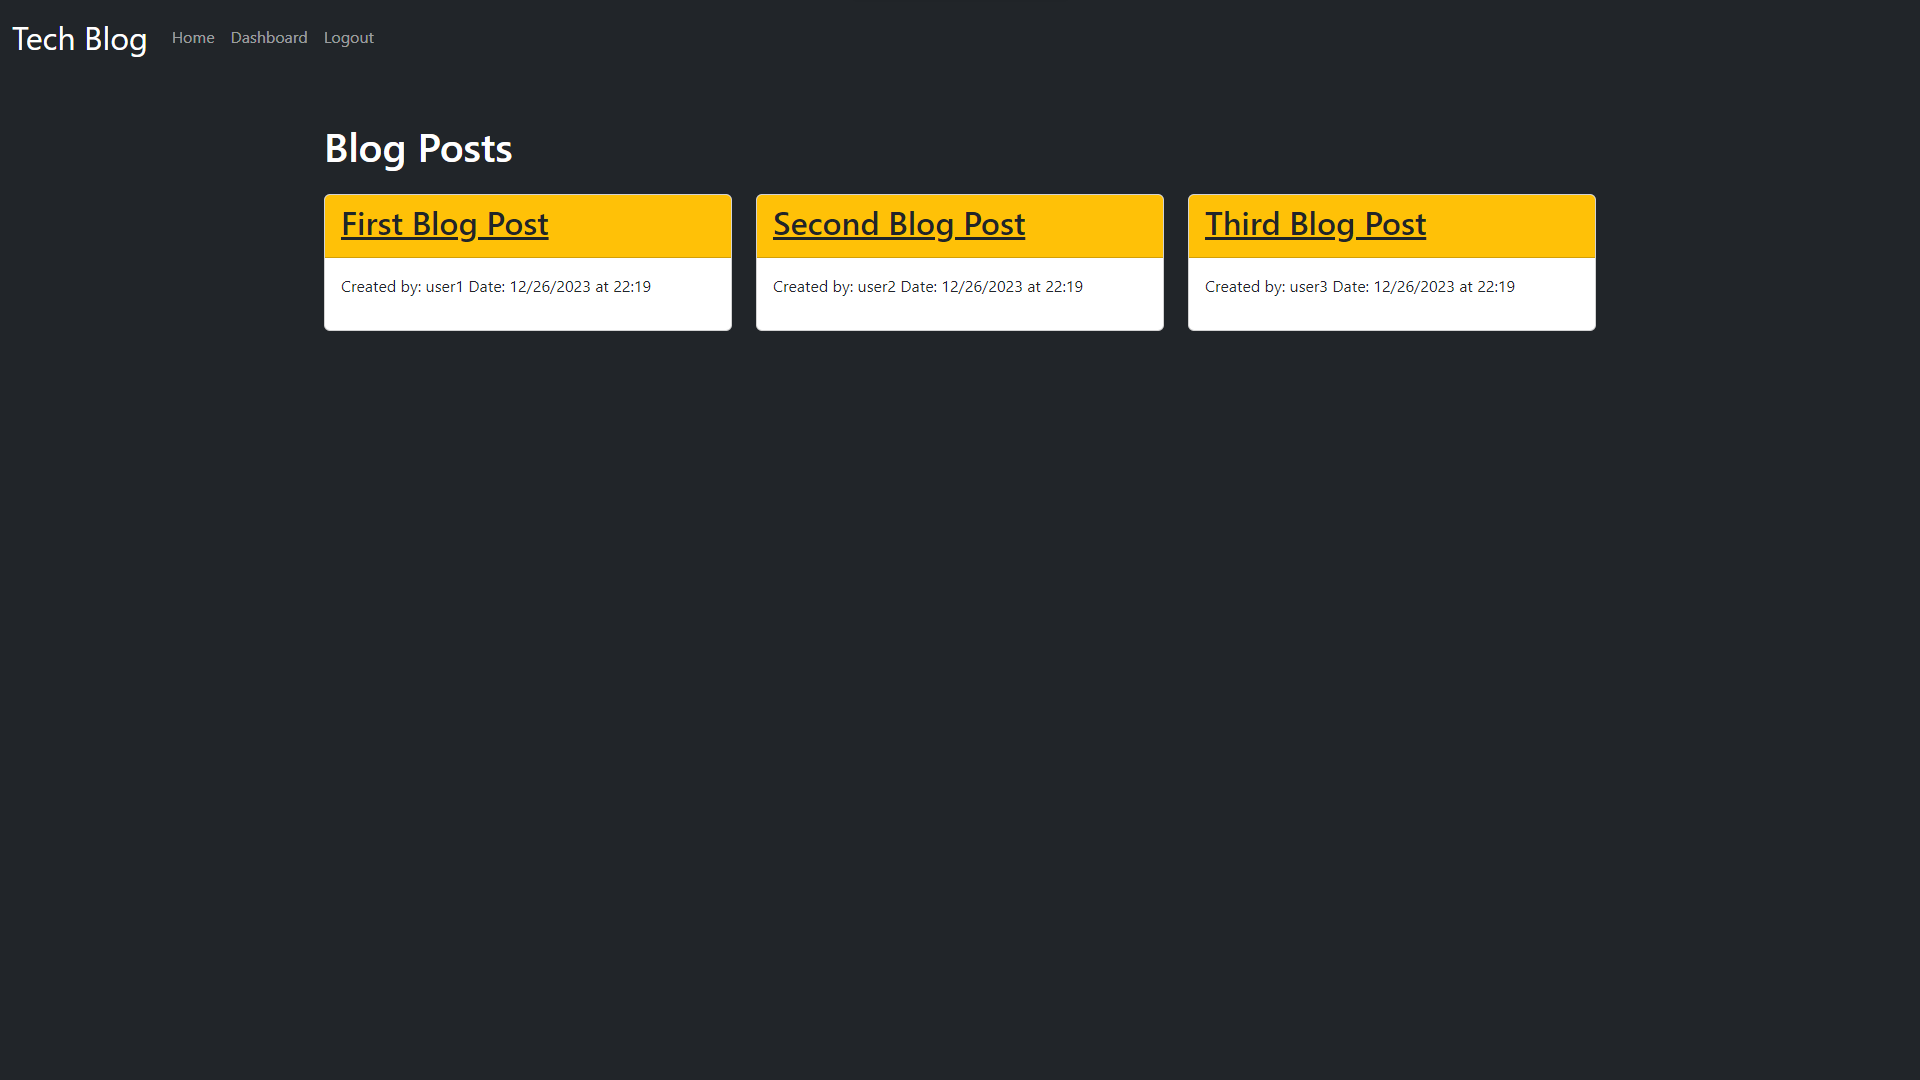 Tech Blog Home Dashboard Logout
Blog Posts
First Blog Post
Created by: user1 Date: 12/26/2023 at 22:19
Second Blog Post
Created by: user2 Date: 12/26/2023 at 22:19
Third Blog Post
Created by: user3 Date: 12/26/2023 at 22:19